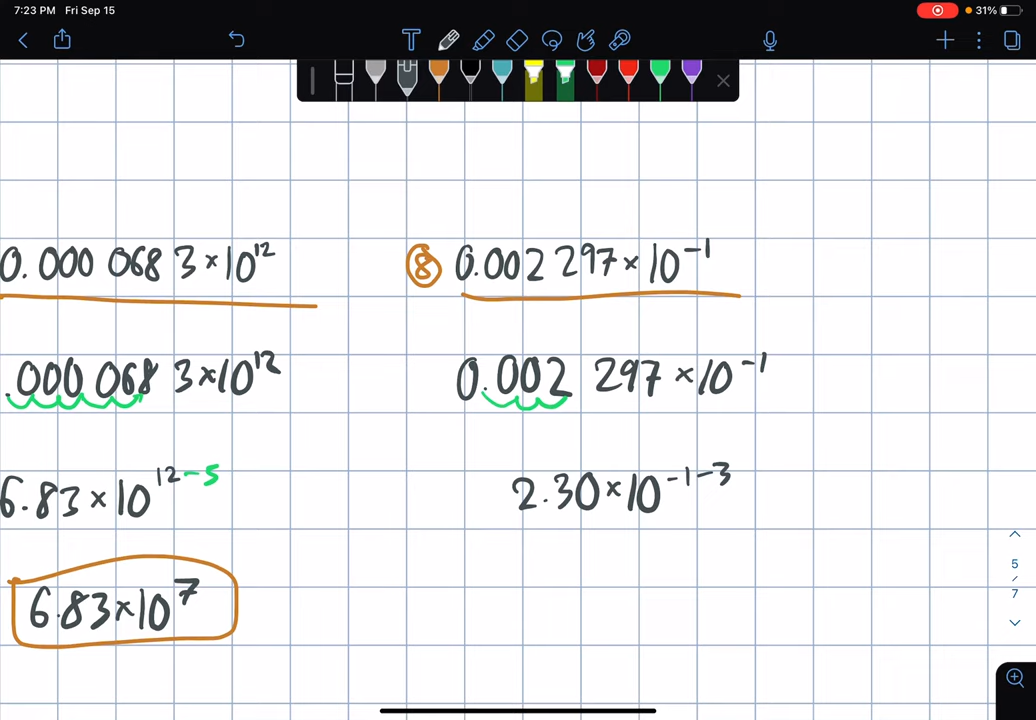 7:23 PM Fri Sep 15
31%
T
0.000 068 3×10¹²
.000 068 3×10¹²
6.83×10¹²⁻⁵
6.83×10⁷
8 0.002 297×10⁻¹
0.002 297×10⁻¹
2.30×10⁻¹⁻³
5
/
7